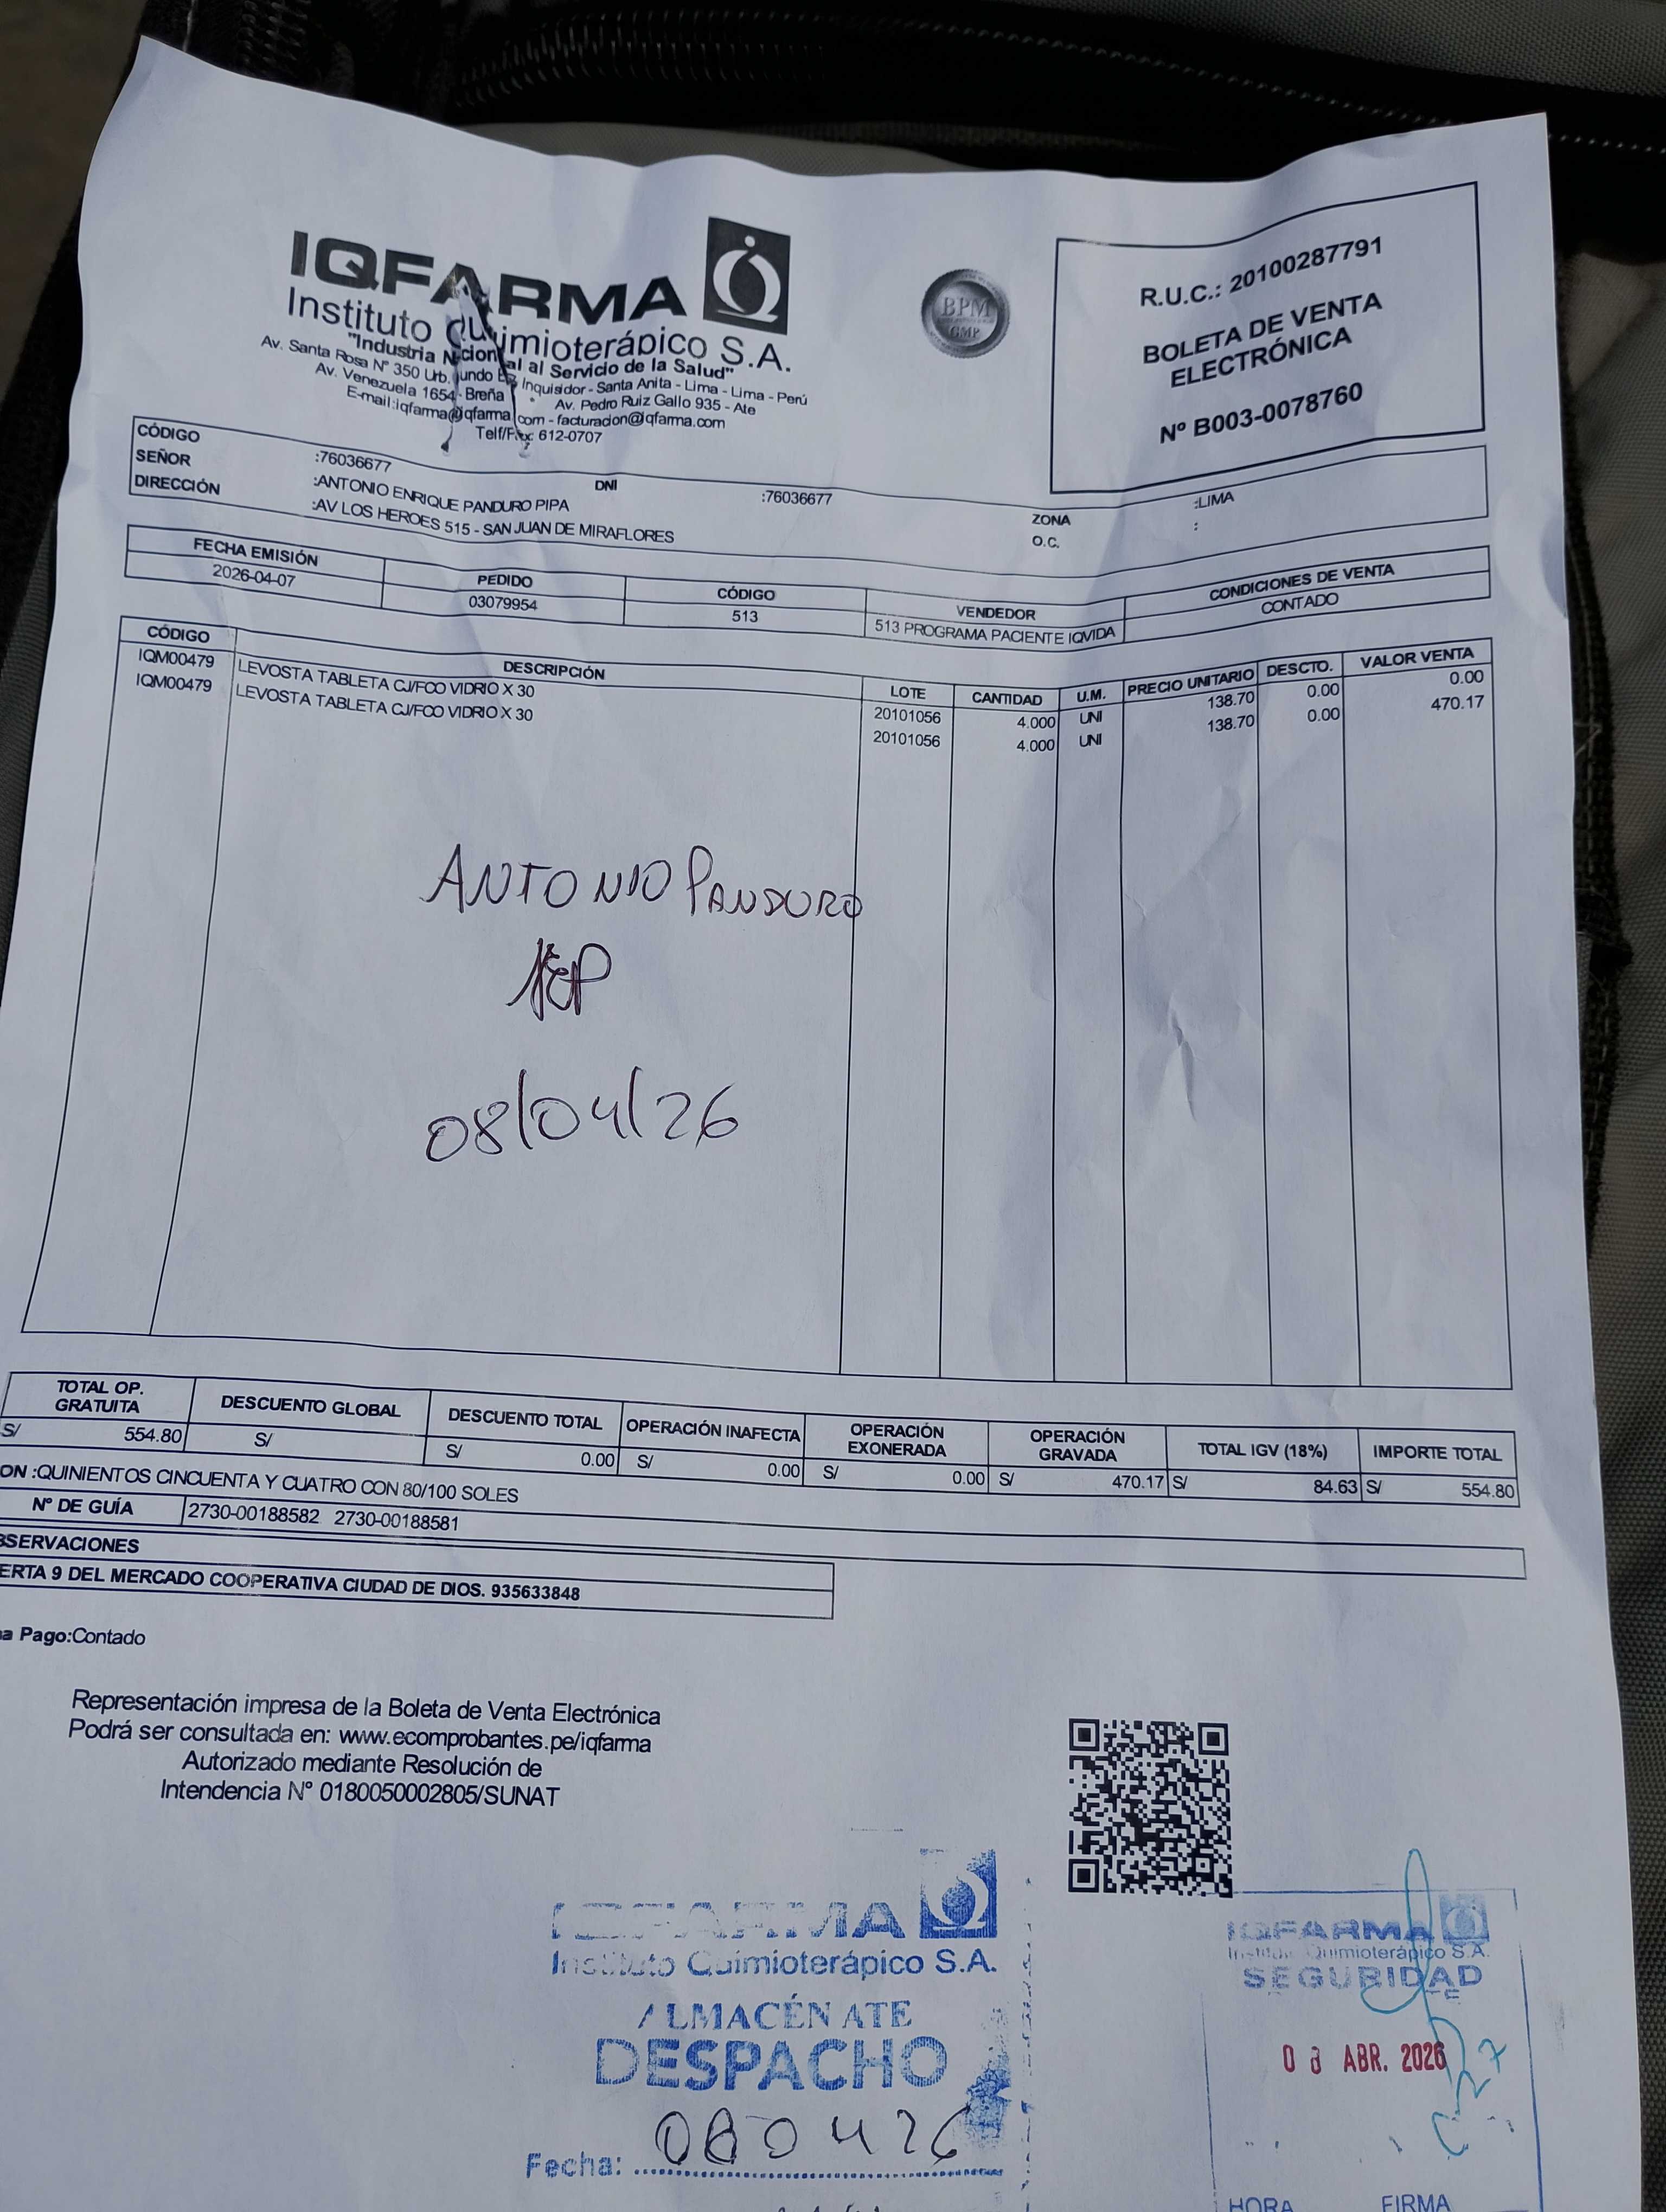 IQFARMA
Instituto Quimioterápico S.A.
"Industria Nacional al Servicio de la Salud"
Av. Santa Rosa Nº 350 Urb. Inquisidor - Santa Anita - Lima - Lima - Perú
Av. Venezuela 1654 - Breña Av. Pedro Ruiz Gallo 935 - Ate
E-mail:iqfarma@iqfarma.com - facturacion@iqfarma.com
Telf/Fax: 612-0707
BPM
GMP
R.U.C.: 20100287791
BOLETA DE VENTA
ELECTRÓNICA
Nº B003-0078760
CÓDIGO :76036677 DNI :76036677 ZONA :LIMA
SEÑOR :ANTONIO ENRIQUE PANDURO PIPA O.C. :
DIRECCIÓN :AV LOS HEROES 515 - SAN JUAN DE MIRAFLORES
FECHA EMISIÓN PEDIDO CÓDIGO VENDEDOR CONDICIONES DE VENTA
2026-04-07 03079954 513 513 PROGRAMA PACIENTE IQVIDA CONTADO
CÓDIGO DESCRIPCIÓN LOTE CANTIDAD U.M. PRECIO UNITARIO DESCTO. VALOR VENTA
IQM00479 LEVOSTA TABLETA CJ/FCO VIDRIO X 30 20101056 4.000 UNI 138.70 0.00 0.00
IQM00479 LEVOSTA TABLETA CJ/FCO VIDRIO X 30 20101056 4.000 UNI 138.70 0.00 470.17
ANTONIO PANDURO
08/04/26
TOTAL OP. GRATUITA DESCUENTO GLOBAL DESCUENTO TOTAL OPERACIÓN INAFECTA OPERACIÓN EXONERADA OPERACIÓN GRAVADA TOTAL IGV (18%) IMPORTE TOTAL
S/ 554.80 S/ S/ 0.00 S/ 0.00 S/ 0.00 S/ 470.17 S/ 84.63 S/ 554.80
ON :QUINIENTOS CINCUENTA Y CUATRO CON 80/100 SOLES
Nº DE GUÍA 2730-00188582 2730-00188581
BSERVACIONES
ERTA 9 DEL MERCADO COOPERATIVA CIUDAD DE DIOS. 935633848
a Pago:Contado
Representación impresa de la Boleta de Venta Electrónica
Podrá ser consultada en: www.ecomprobantes.pe/iqfarma
Autorizado mediante Resolución de
Intendencia Nº 0180050002805/SUNAT
IQFARMA
Instituto Quimioterápico S.A.
ALMACÉN ATE
DESPACHO
Fecha: 080426
IQFARMA
Instituto Quimioterápico S.A.
SEGURIDAD
08 ABR. 2026
HORA FIRMA